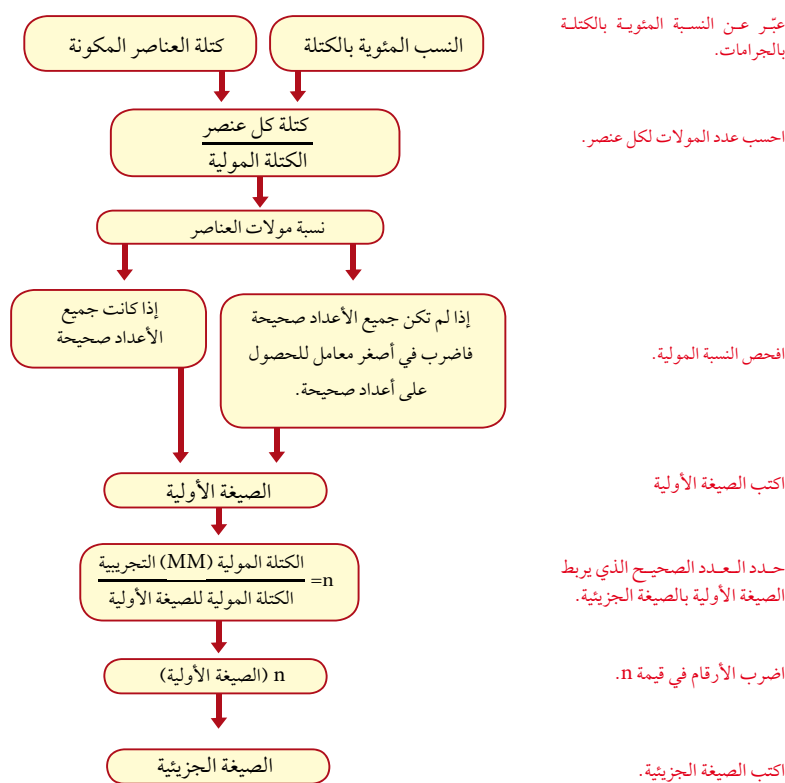 عبّر عن النسبة المئوية بالكتلة
بالجرامات.
النسب المئوية بالكتلة
كتلة العناصر المكونة
احسب عدد المولات لكل عنصر.
كتلة كل عنصر
الكتلة المولية
نسبة مولات العناصر
افحص النسبة المولية.
إذا لم تكن جميع الأعداد صحيحة
فاضرب في أصغر معامل للحصول
على أعداد صحيحة.
إذا كانت جميع
الأعداد صحيحة
اكتب الصيغة الأولية
الصيغة الأولية
حدد العدد الصحيح الذي يربط
الصيغة الأولية بالصيغة الجزيئية.
n=
الكتلة المولية (MM) التجريبية
الكتلة المولية للصيغة الأولية
اضرب الأرقام في قيمة n.
n (الصيغة الأولية)
اكتب الصيغة الجزيئية.
الصيغة الجزيئية